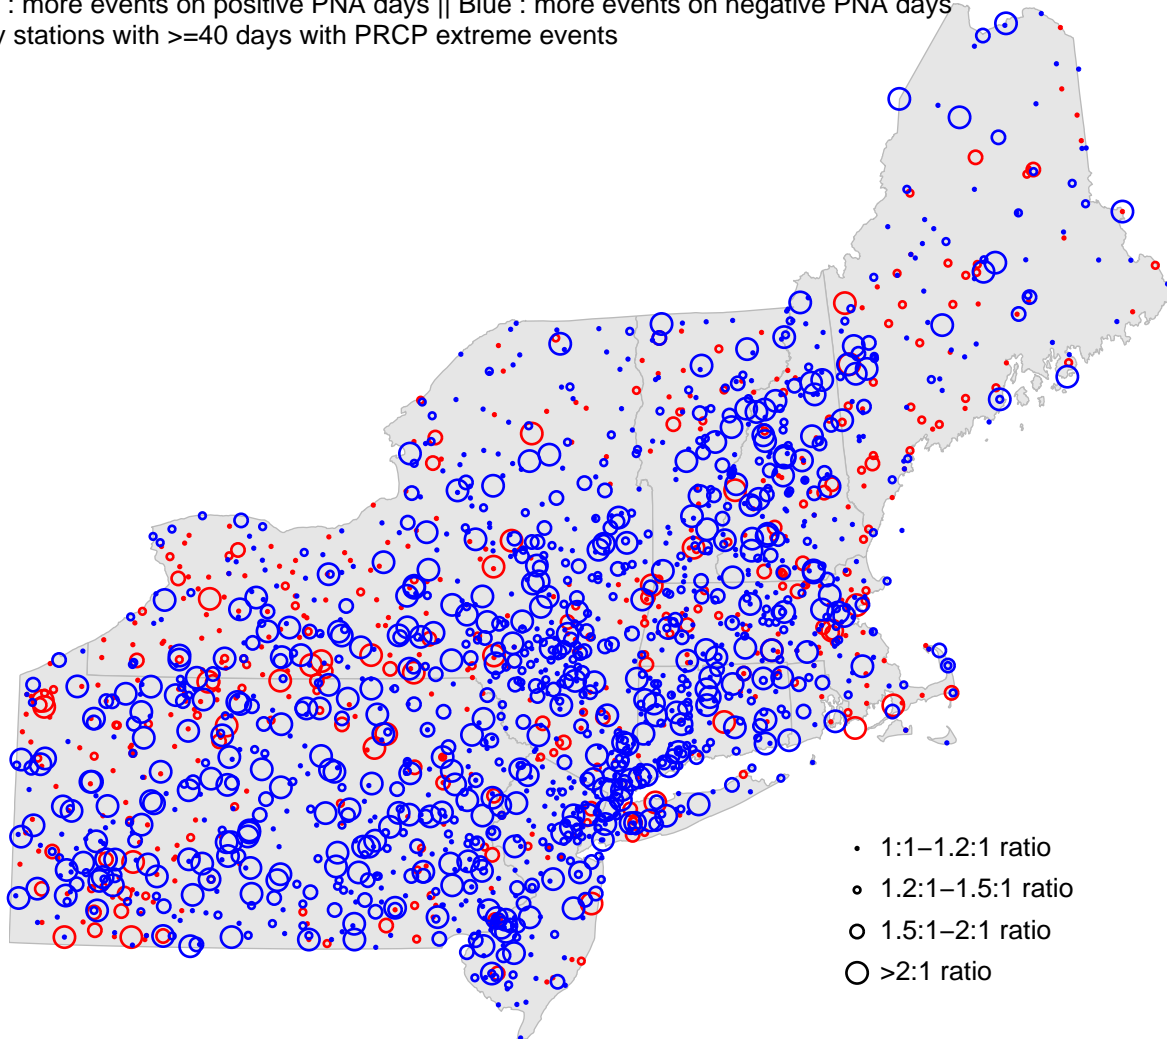 : more events on positive PNA days || Blue : more events on negative PNA days
stations with >=40 days with PRCP extreme events
1:1–1.2:1 ratio
1.2:1–1.5:1 ratio
1.5:1–2:1 ratio
>2:1 ratio